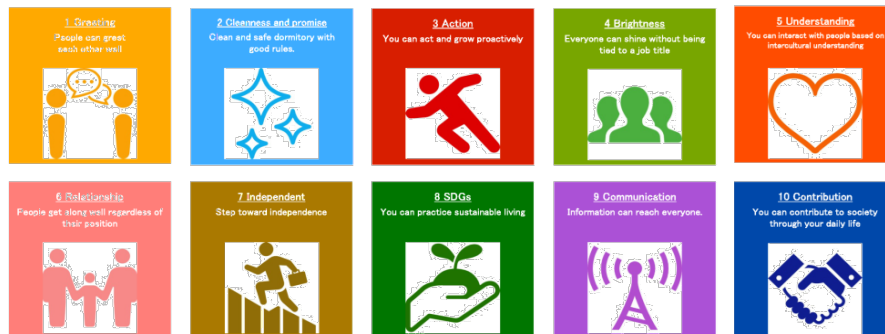 1 Greeting
People can greet
each other well
2 Cleanness and promise
Clean and safe dormitory with
good rules.
3 Action
You can act and grow proactively
4 Brightness
Everyone can shine without being
tied to a job title
5 Understanding
You can interact with people based on
intercultural understanding
6 Relationship
People get along well regardless of
their position
7 Independent
Step toward independence
8 SDGs
You can practice sustainable living
9 Communication
Information can reach everyone.
10 Contribution
You can contribute to society
through your daily life